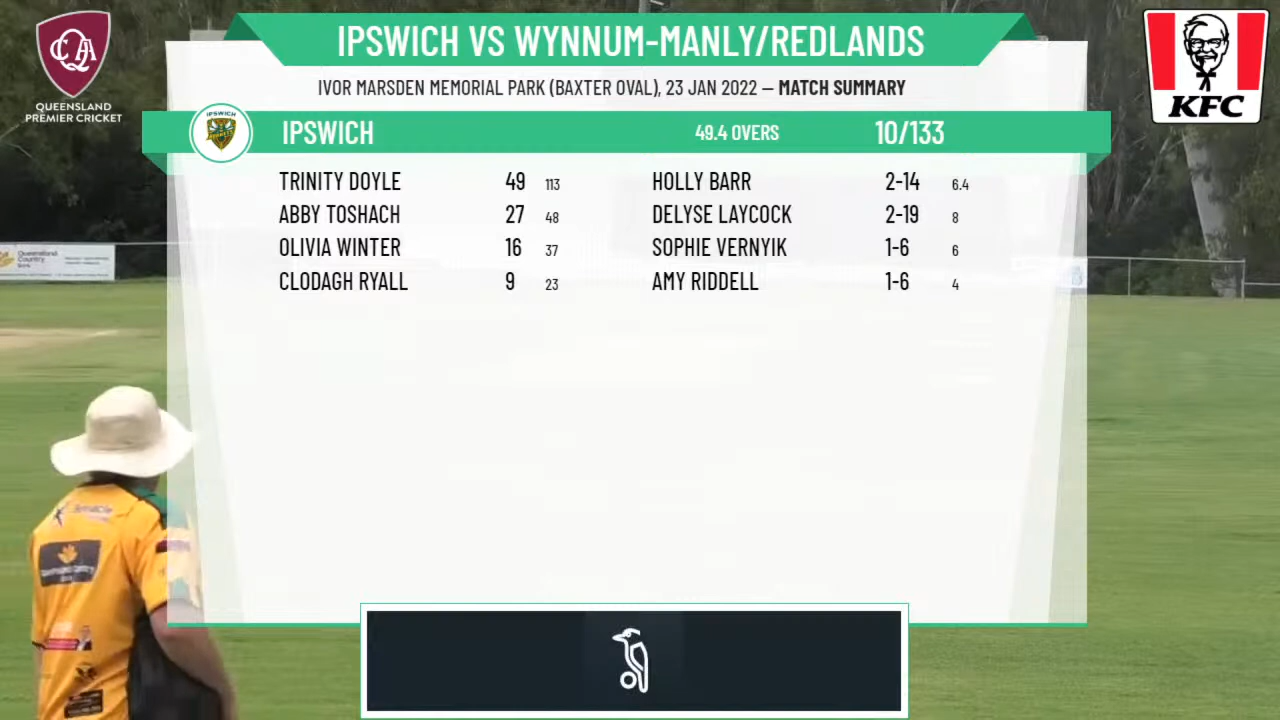 IPSWICH VS WYNNUM-MANLY/REDLANDS
IVOR MARSDEN MEMORIAL PARK (BAXTER OVAL), 23 JAN 2022 – MATCH SUMMARY
QUEENSLAND
PREMIER CRICKET
KFC
IPSWICH
IPSWICH 49.4 OVERS 10/133
TRINITY DOYLE 49 113 HOLLY BARR 2-14 6.4
ABBY TOSHACH 27 48 DELYSE LAYCOCK 2-19 8
OLIVIA WINTER 16 37 SOPHIE VERNYIK 1-6 6
CLODAGH RYALL 9 23 AMY RIDDELL 1-6 4
Queensland
Country
Bank